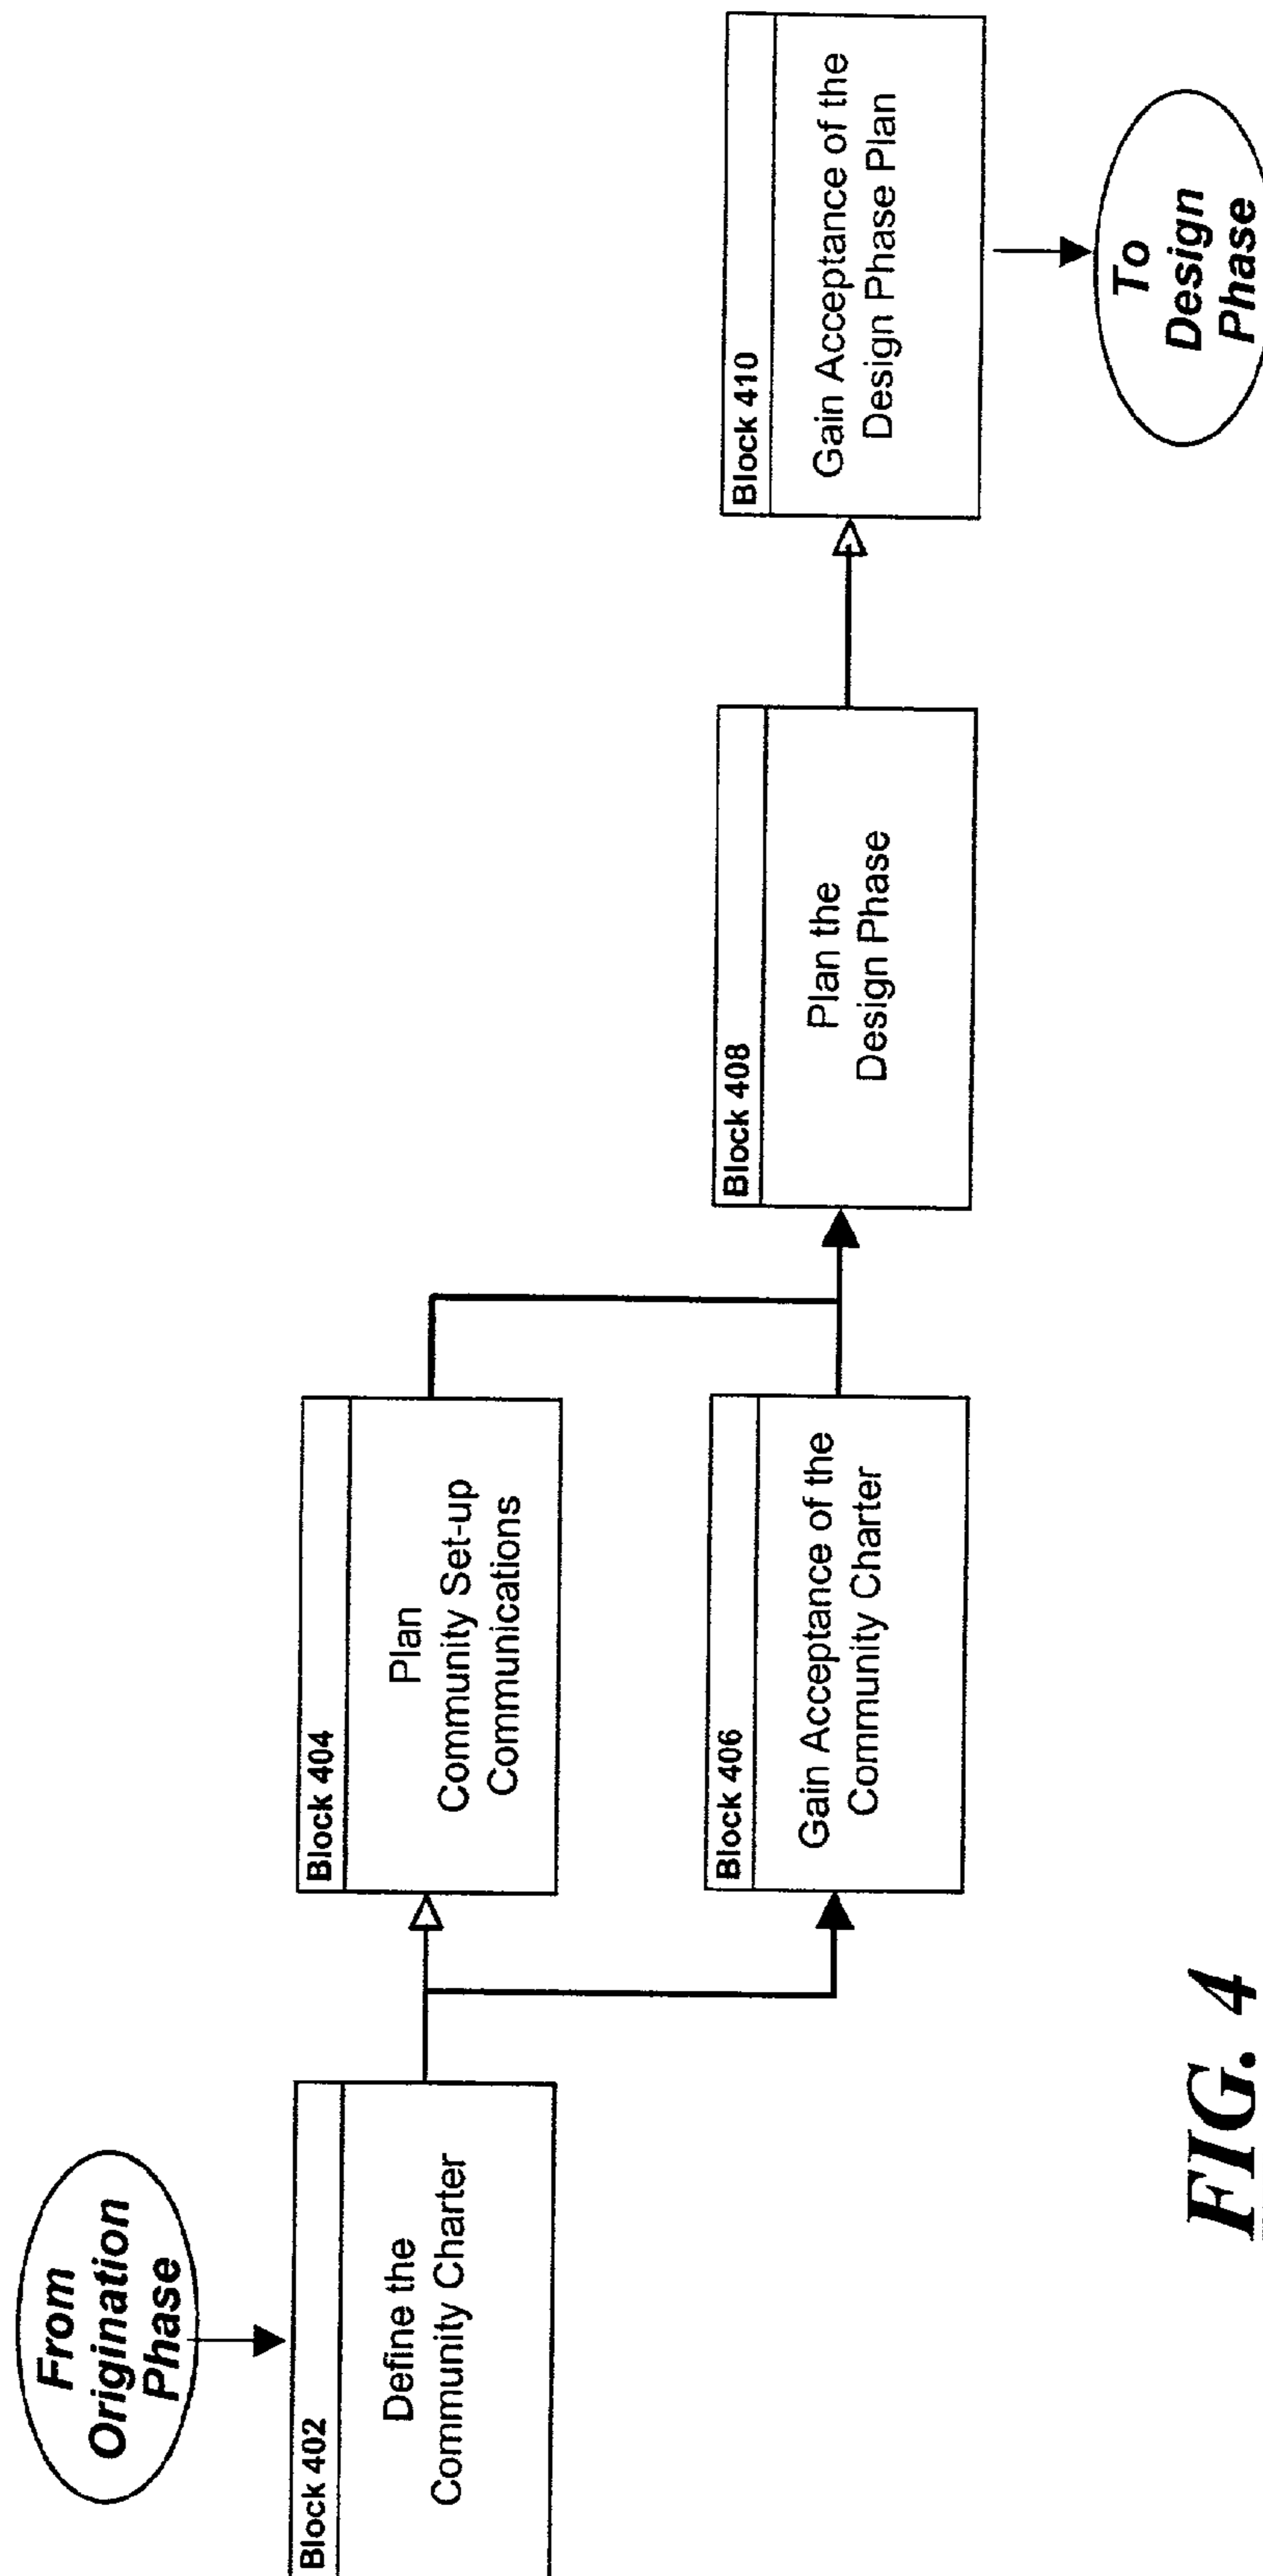 From
Origination
Phase
Block 402
Define the
Community Charter
Block 404
Plan
Community Set-up
Communications
Block 406
Gain Acceptance of the
Community Charter
Block 408
Plan the
Design Phase
Block 410
Gain Acceptance of the
Design Phase Plan
To
Design
Phase
FIG. 4